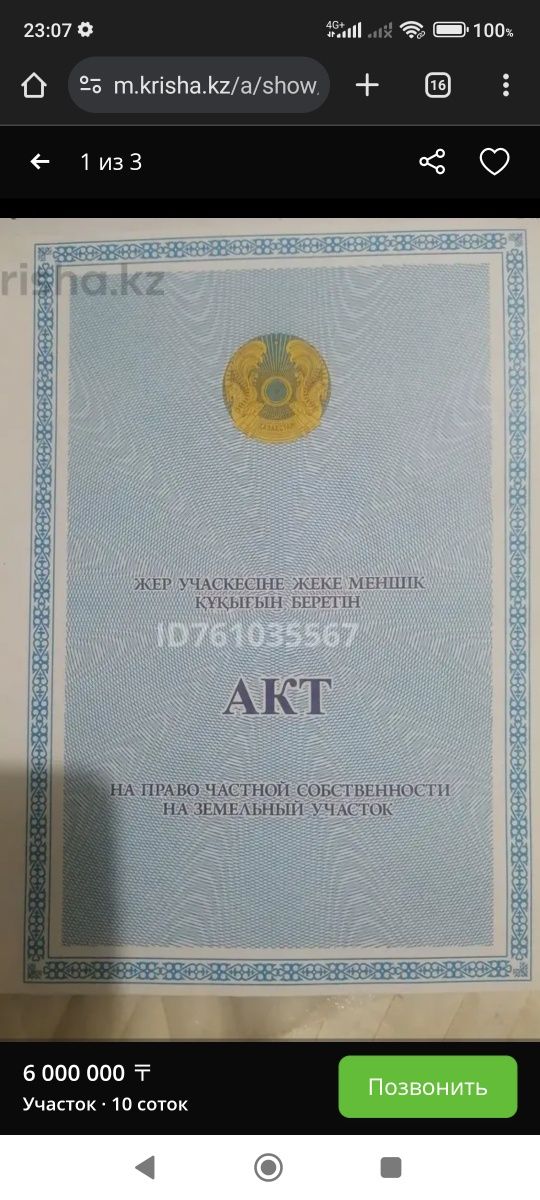 23:07
4G+
100%
m.krisha.kz/a/show
16
1 из 3
risha.kz
ҚАЗАҚСТАН
ЖЕР УЧАСКЕСІНЕ ЖЕКЕ МЕНШІК
ҚҰҚЫҒЫН БЕРЕТІН
ID761035567
АКТ
НА ПРАВО ЧАСТНОЙ СОБСТВЕННОСТИ
НА ЗЕМЕЛЬНЫЙ УЧАСТОК
6 000 000 ₸
Участок · 10 соток
Позвонить